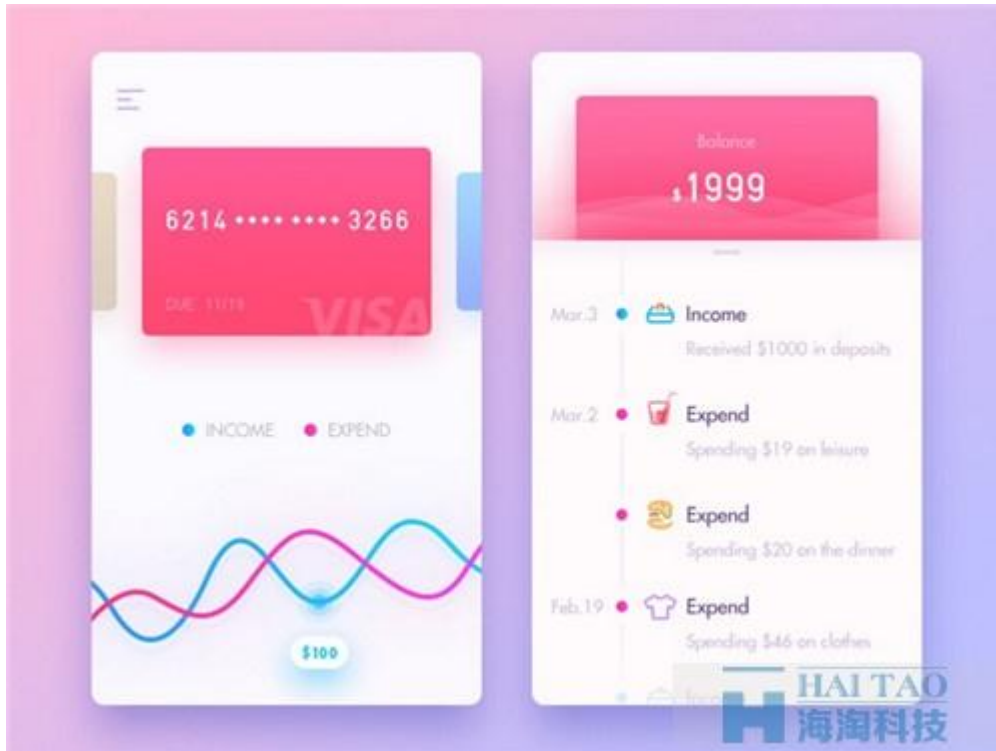 6214 •••• •••• 3266
DUE 11/19
VISA
INCOME
EXPEND
$100
Balance
$1999
Mar.3
Income
Received $1000 in deposits
Mar.2
Expend
Spending $19 on leisure
Expend
Spending $20 on the dinner
Feb.19
Expend
Spending $46 on clothes
HAI TAO
海淘科技